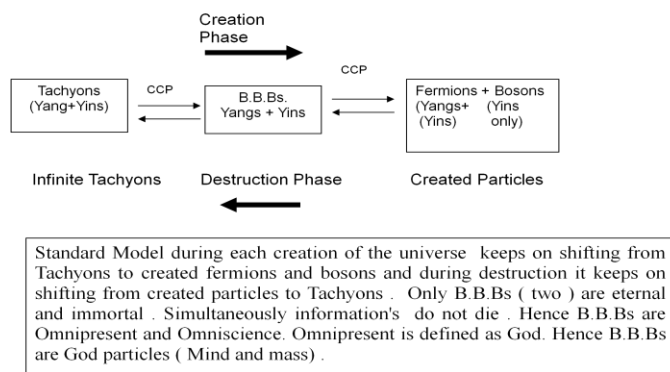 Creation
Phase
CCP
CCP
Tachyons
(Yang+Yins)
B.B.Bs.
Yangs + Yins
Fermions + Bosons
(Yangs+ (Yins
(Yins) only)
Infinite Tachyons
Destruction Phase
Created Particles
Standard Model during each creation of the universe keeps on shifting from
Tachyons to created fermions and bosons and during destruction it keeps on
shifting from created particles to Tachyons . Only B.B.Bs ( two ) are eternal
and immortal . Simultaneously information's do not die . Hence B.B.Bs are
Omnipresent and Omniscience. Omnipresent is defined as God. Hence B.B.Bs
are God particles ( Mind and mass) .